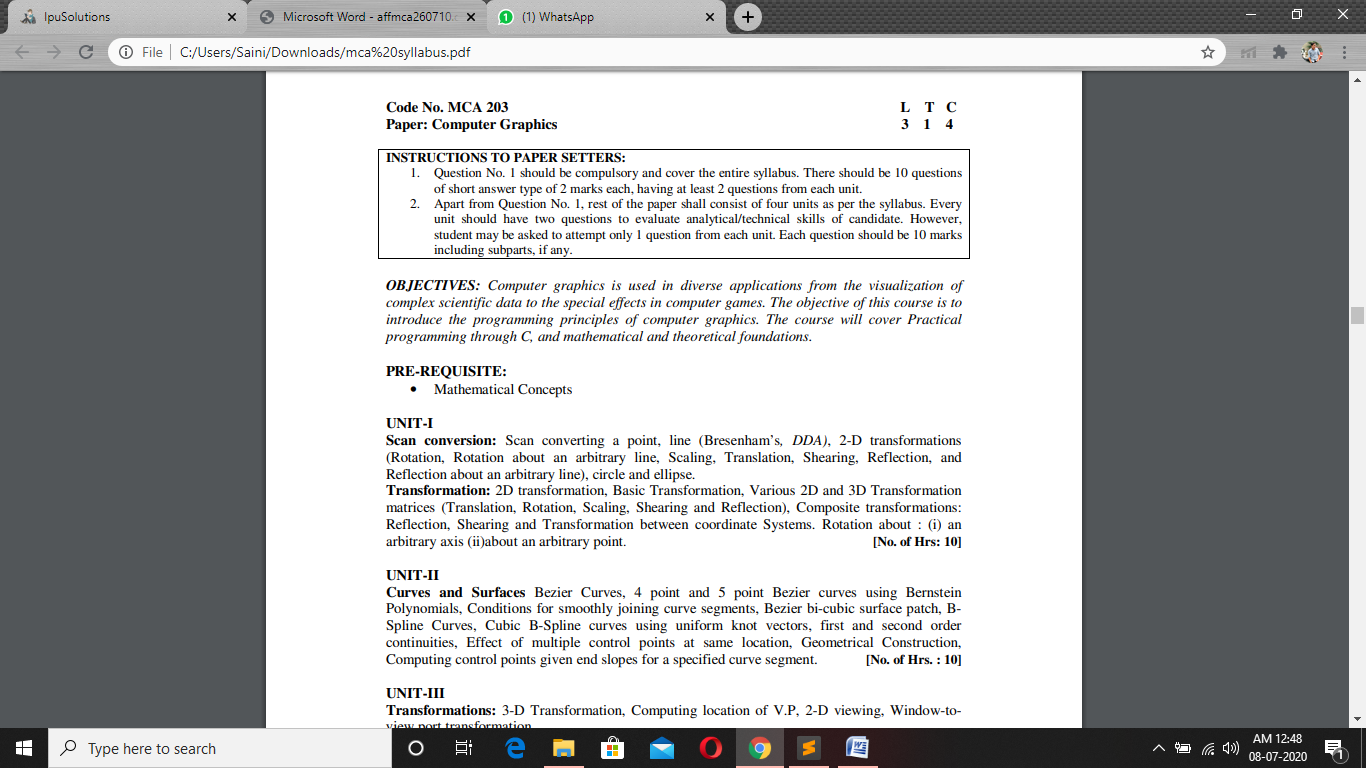 IpuSolutions
Microsoft Word - affmca260710.
(1) WhatsApp
File
C:/Users/Saini/Downloads/mca%20syllabus.pdf
Code No. MCA 203 L T C
Paper: Computer Graphics 3 1 4
INSTRUCTIONS TO PAPER SETTERS:
1. Question No. 1 should be compulsory and cover the entire syllabus. There should be 10 questions
of short answer type of 2 marks each, having at least 2 questions from each unit.
2. Apart from Question No. 1, rest of the paper shall consist of four units as per the syllabus. Every
unit should have two questions to evaluate analytical/technical skills of candidate. However,
student may be asked to attempt only 1 question from each unit. Each question should be 10 marks
including subparts, if any.
OBJECTIVES: Computer graphics is used in diverse applications from the visualization of
complex scientific data to the special effects in computer games. The objective of this course is to
introduce the programming principles of computer graphics. The course will cover Practical
programming through C, and mathematical and theoretical foundations.
PRE-REQUISITE:
• Mathematical Concepts
UNIT-I
Scan conversion: Scan converting a point, line (Bresenham's, DDA), 2-D transformations
(Rotation, Rotation about an arbitrary line, Scaling, Translation, Shearing, Reflection, and
Reflection about an arbitrary line), circle and ellipse.
Transformation: 2D transformation, Basic Transformation, Various 2D and 3D Transformation
matrices (Translation, Rotation, Scaling, Shearing and Reflection), Composite transformations:
Reflection, Shearing and Transformation between coordinate Systems. Rotation about : (i) an
arbitrary axis (ii)about an arbitrary point. [No. of Hrs: 10]
UNIT-II
Curves and Surfaces Bezier Curves, 4 point and 5 point Bezier curves using Bernstein
Polynomials, Conditions for smoothly joining curve segments, Bezier bi-cubic surface patch, B-
Spline Curves, Cubic B-Spline curves using uniform knot vectors, first and second order
continuities, Effect of multiple control points at same location, Geometrical Construction,
Computing control points given end slopes for a specified curve segment. [No. of Hrs. : 10]
UNIT-III
Transformations: 3-D Transformation, Computing location of V.P, 2-D viewing, Window-to-
view port transformation
Type here to search
AM 12:48
08-07-2020
1